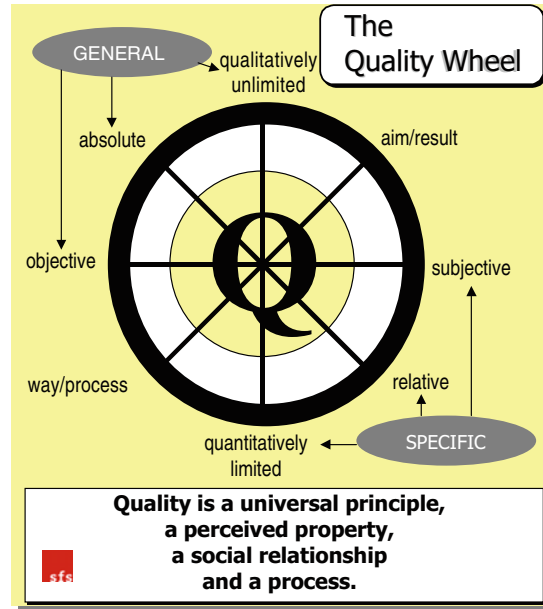 The
Quality Wheel
GENERAL
qualitatively
unlimited
absolute
aim/result
objective
subjective
Q
way/process
relative
quantitatively
limited
SPECIFIC
Quality is a universal principle,
a perceived property,
a social relationship
and a process.
sfs